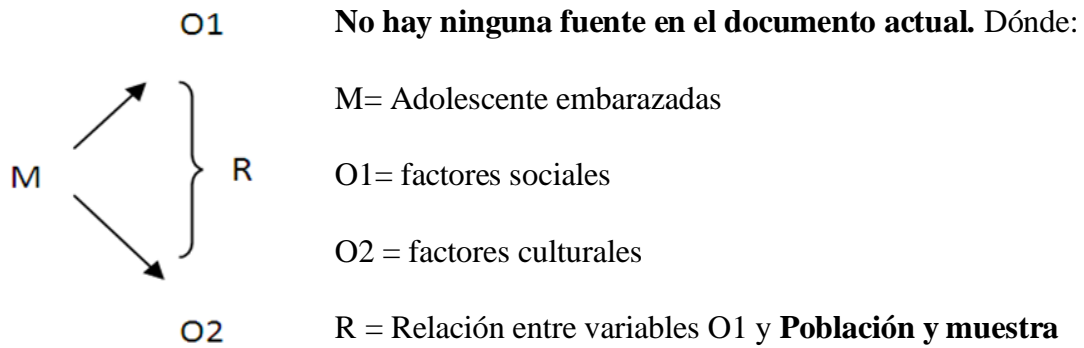 O1
No hay ninguna fuente en el documento actual. Dónde:
M= Adolescente embarazadas
M
R
O1= factores sociales
O2 = factores culturales
O2
R = Relación entre variables O1 y Población y muestra